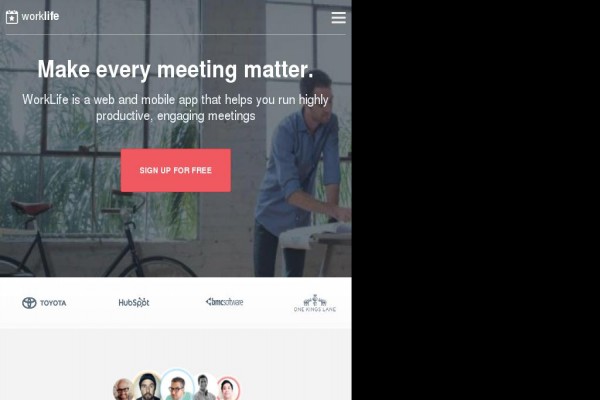 worklife
Make every meeting matter.
WorkLife is a web and mobile app that helps you run highly
productive, engaging meetings
SIGN UP FOR FREE
TOYOTA
HubSpot
bmcsoftware
ONE KINGS LANE